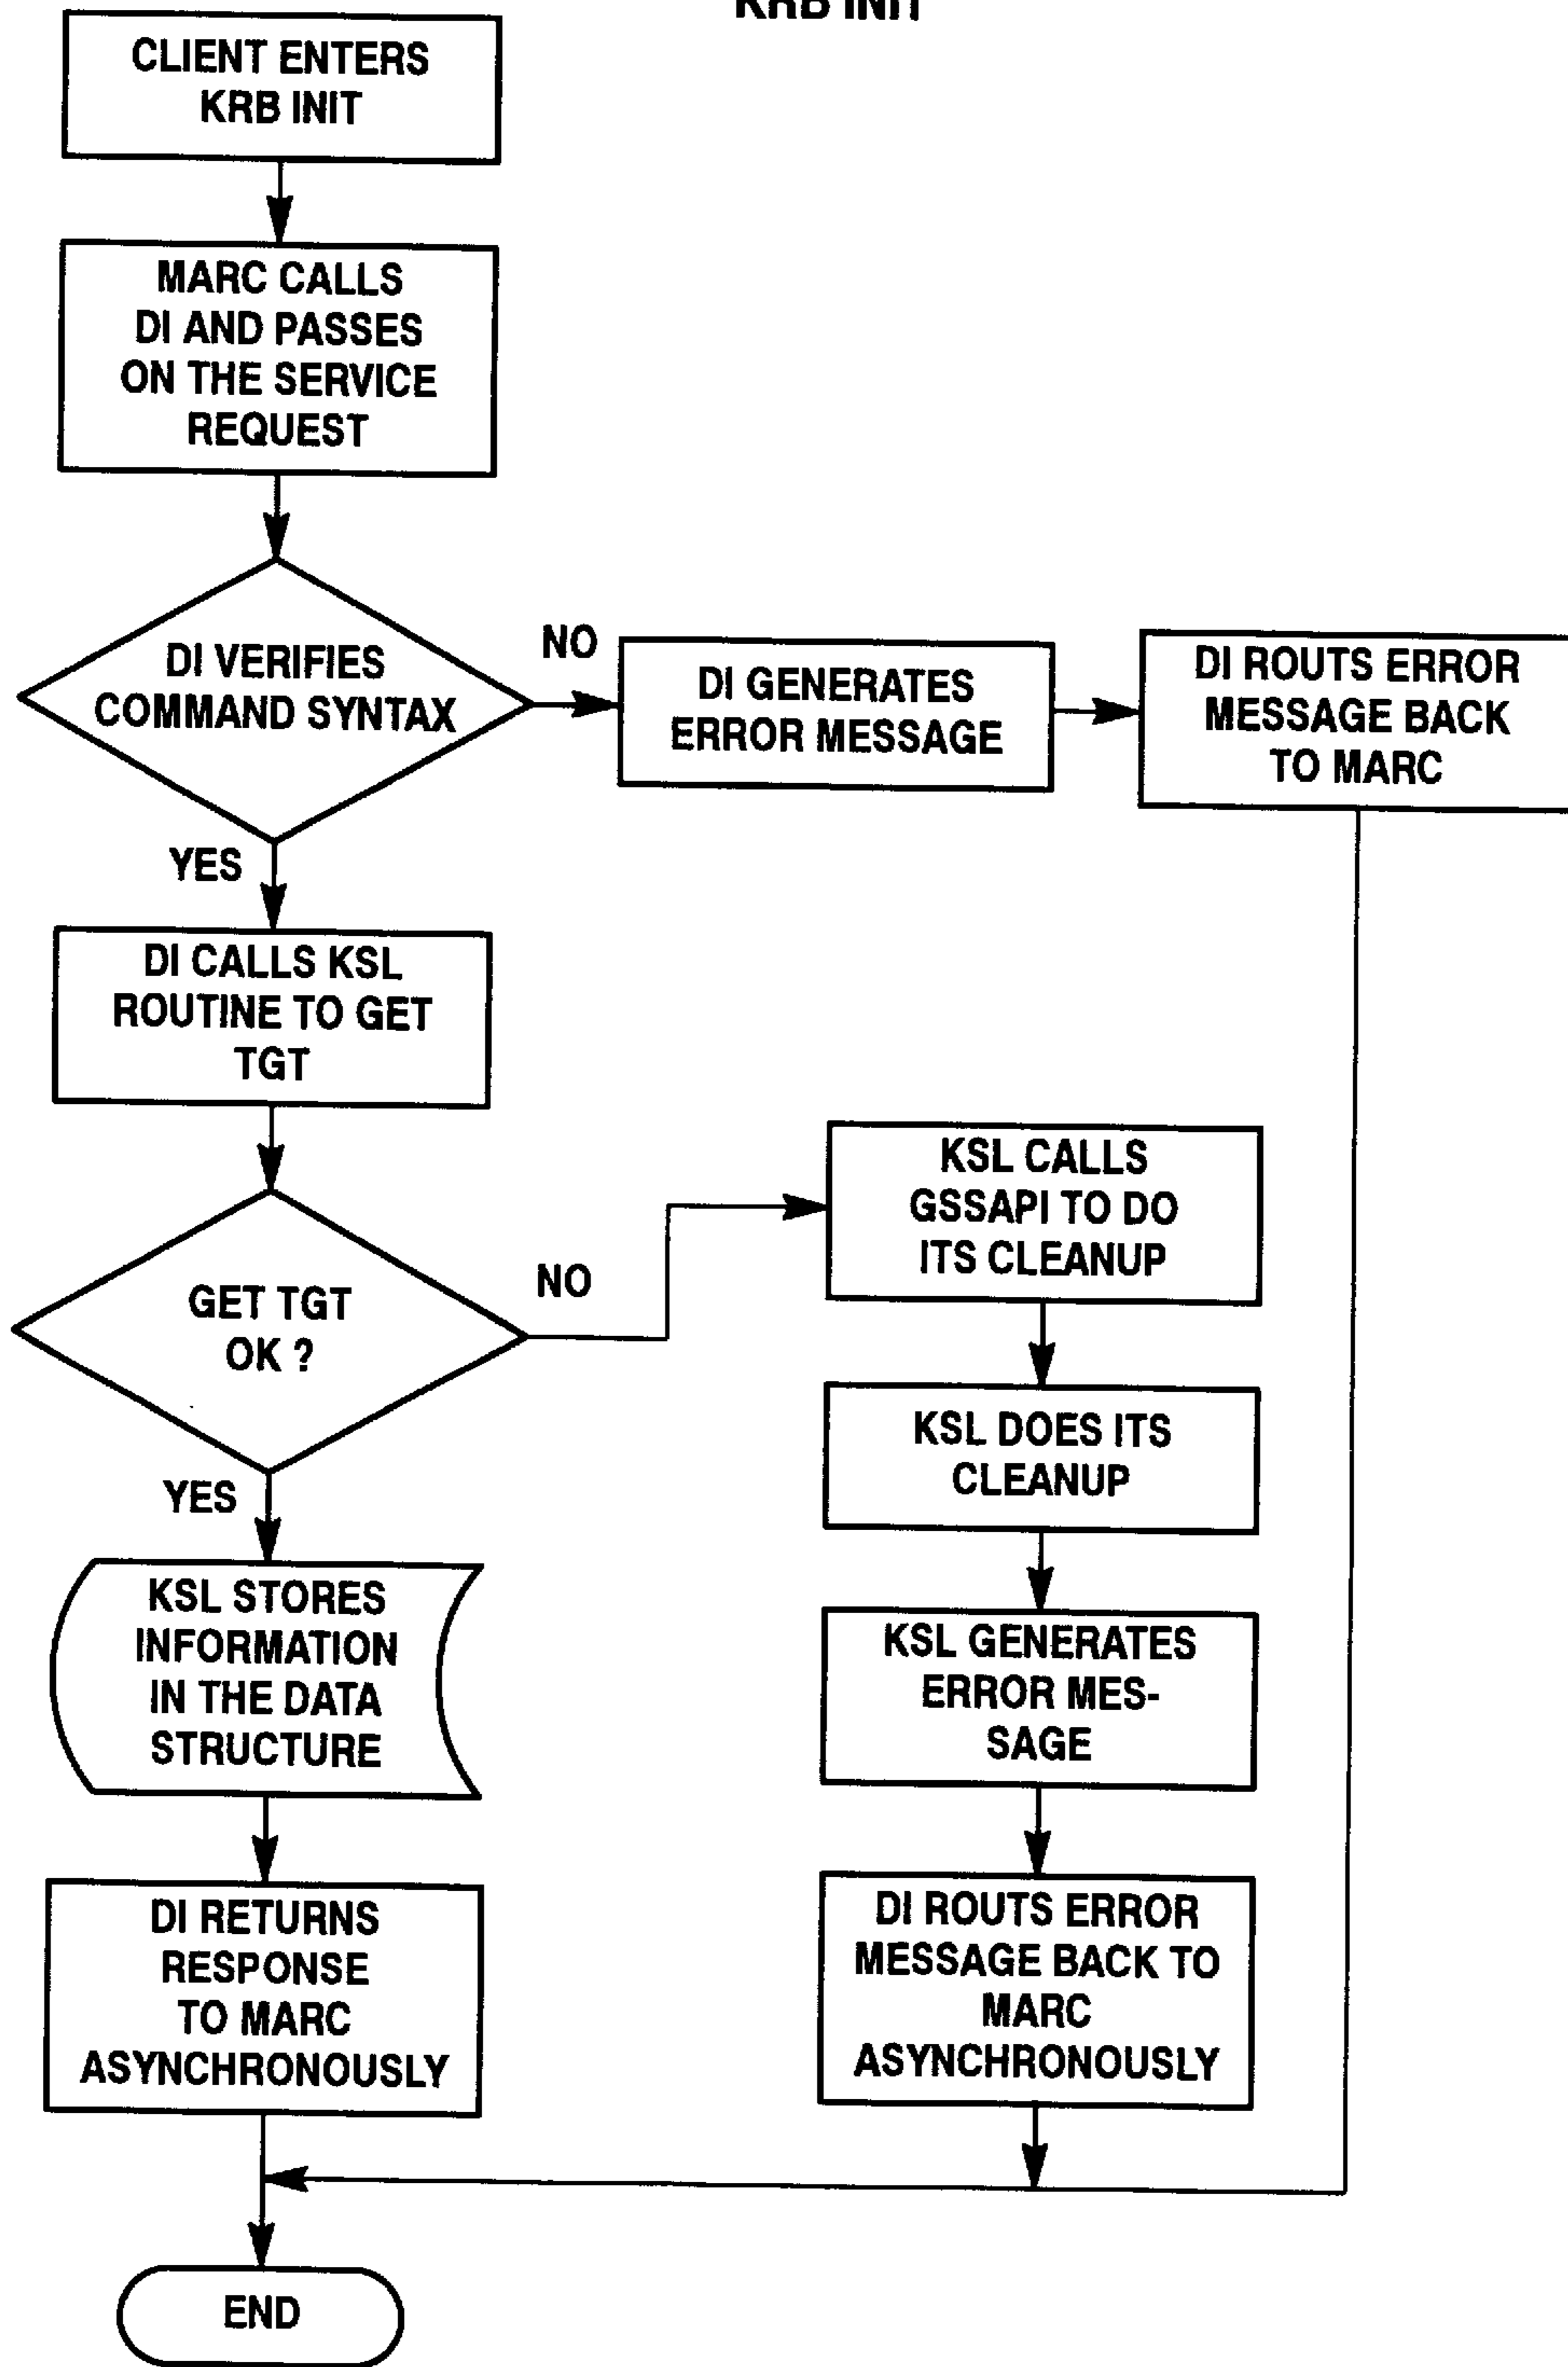 KRB INIT
CLIENT ENTERS
KRB INIT
MARC CALLS
DI AND PASSES
ON THE SERVICE
REQUEST
DI VERIFIES
COMMAND SYNTAX
NO
DI GENERATES
ERROR MESSAGE
DI ROUTS ERROR
MESSAGE BACK
TO MARC
YES
DI CALLS KSL
ROUTINE TO GET
TGT
GET TGT
OK ?
NO
KSL CALLS
GSSAPI TO DO
ITS CLEANUP
KSL DOES ITS
CLEANUP
KSL GENERATES
ERROR MES-
SAGE
DI ROUTS ERROR
MESSAGE BACK TO
MARC
ASYNCHRONOUSLY
YES
KSL STORES
INFORMATION
IN THE DATA
STRUCTURE
DI RETURNS
RESPONSE
TO MARC
ASYNCHRONOUSLY
END